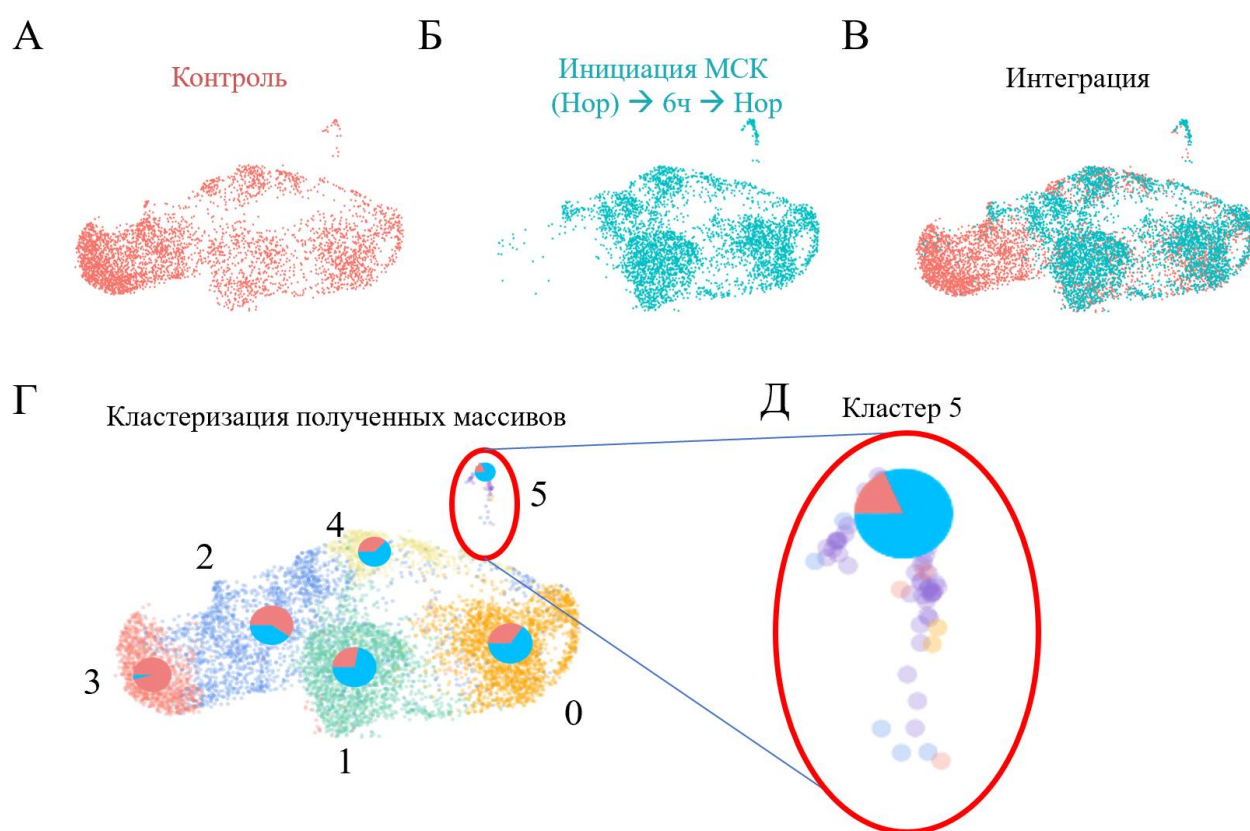 А
Контроль
Б
Инициация МСК
(Нор) → 6ч → Нор
В
Интеграция
Г
Кластеризация полученных массивов
5
4
2
3
1
0
Д
Кластер 5